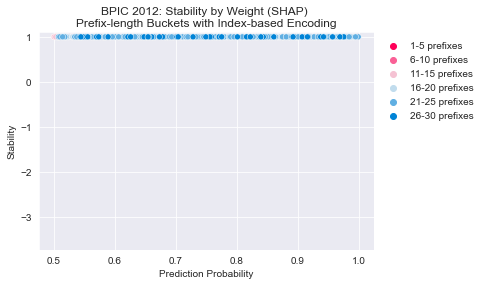 BPIC 2012: Stability by Weight (SHAP)
Prefix-length Buckets with Index-based Encoding
1
0
−1
−2
−3
Stability
0.5 0.6 0.7 0.8 0.9 1.0
Prediction Probability
1-5 prefixes
6-10 prefixes
11-15 prefixes
16-20 prefixes
21-25 prefixes
26-30 prefixes